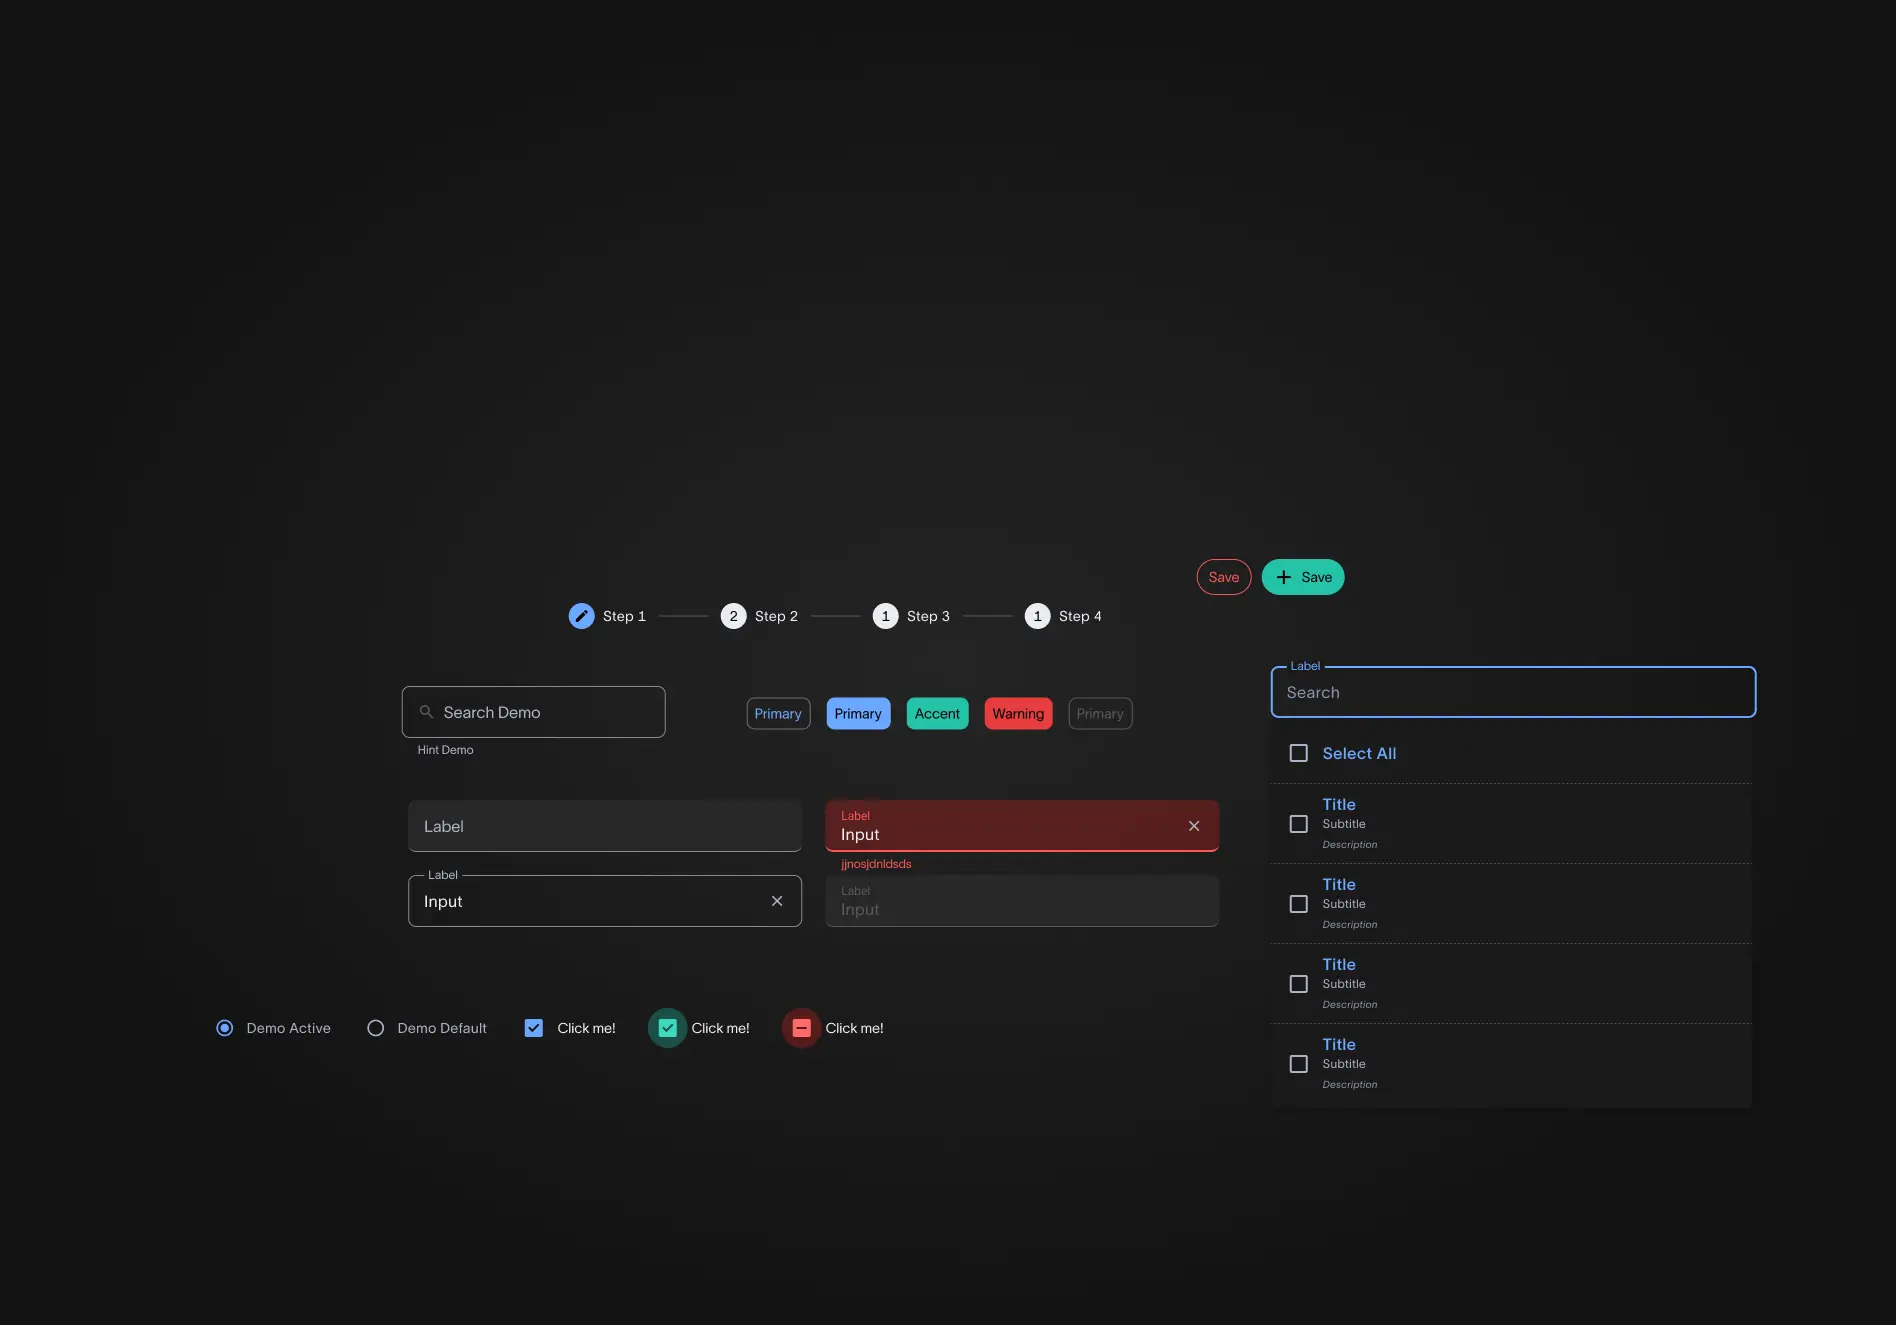 Save
Save
Step 1
2 Step 2
1 Step 3
1 Step 4
Label
Search
Search Demo
Hint Demo
Primary
Primary
Accent
Warning
Primary
Select All
Label
Label
Input
jjnosjdnldsds
Label
Input
Label
Input
Title
Subtitle
Description
Title
Subtitle
Description
Title
Subtitle
Description
Title
Subtitle
Description
Demo Active
Demo Default
Click me!
Click me!
Click me!